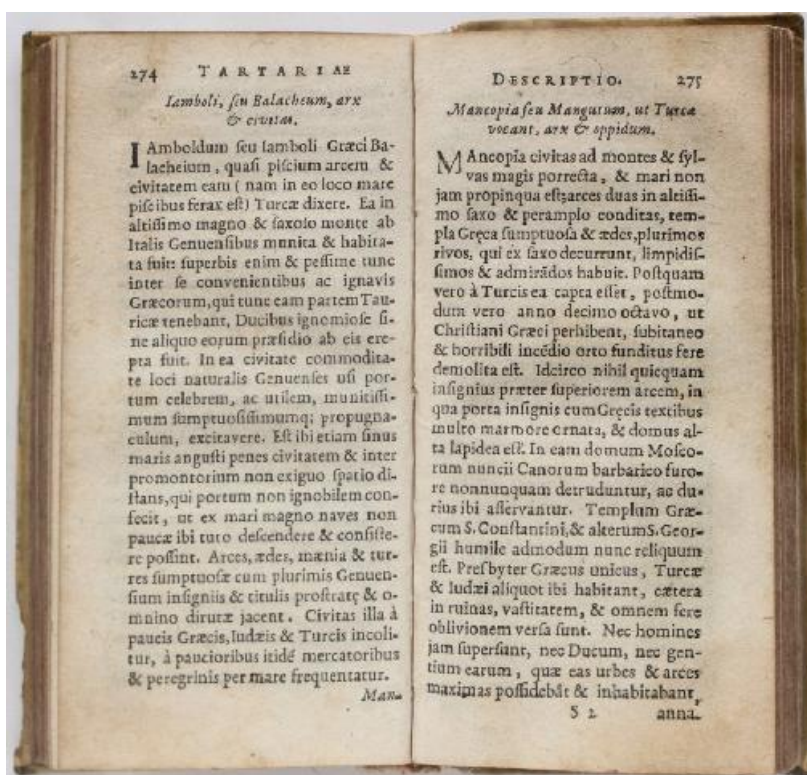 274 TARTARIÆ
Iamboli, seu Balacheum, arx
& civitas.
IAmboldum seu Iamboli Græci Ba-
lacheium, quasi piscium arcem &
civitatem eam (nam in eo loco mare
piscibus ferax est) Turcæ dixere. Ea in
altissimo magno & saxoso monte ab
Italis Genuensibus munita & habita-
ta fuit: superbis enim & pessime tunc
inter se convenientibus ac ignavis
Græcorum, qui tunc eam partem Tau-
ricæ tenebant, Ducibus ignomiose si-
ne aliquo eorum præsidio ab eis ere-
pta fuit. In ea civitate commodita-
te loci naturalis Genuenses usi por-
tum celebrem, ac utilem, munitissi-
mum sumptuosissimumq; propugna-
culum, excitavere. Est ibi etiam sinus
maris angusti penes civitatem & inter
promontorium non exiguo spatio di-
stans, qui portum non ignobilem con-
fecit, ut ex mari magno naves non
paucæ ibi tuto descendere & consiste-
re possint. Arces, ædes, mœnia & tur-
res sumptuosæ cum plurimis Genuen-
sium insigniis & titulis prostratę & o-
mnino dirutæ jacent. Civitas illa à
paucis Græcis, Iudæis & Turcis incoli-
tur, à paucioribus itidé mercatoribus
& peregrinis per mare frequentatur.
Man-
DESCRIPTIO. 275
Mancopia seu Mangutum, ut Turcæ
vocant, arx & oppidum.
MAncopia civitas ad montes & syl-
vas magis porrecta, & mari non
jam propinqua est; arces duas in altissi-
mo saxo & peramplo conditas, tem-
pla Gręca sumptuosa & ædes, plurimos
rivos, qui ex saxo decurrunt, limpidis-
simos & admirādos habuit. Postquam
vero à Turcis ea capta esset, postmo-
dum vero anno decimo octavo, ut
Christiani Græci perhibent, subitaneo
& horribili incēdio orto funditus fere
demolita est. Idcirco nihil quicquam
insignius præter superiorem arcem, in
qua porta insignis cum Gręcis textibus
multo marmore ornata, & domus al-
ta lapidea est. In eam domum Mosco-
rum nuncii Canorum barbarico furo-
re nonnunquam detruduntur, ac du-
rius ibi asservantur. Templum Græ-
cum S. Constantini, & alterum S. Geor-
gii humile admodum nunc reliquum
est. Presbyter Græcus unicus, Turcæ
& Iudæi aliquot ibi habitant, cætera
in ruinas, vastitatem, & omnem fere
oblivionem versa sunt. Nec homines
jam supersunt, nec Ducum, nec gen-
tium earum, quæ eas urbes & arces
maximas possidebāt & inhabitabant,
S 2 anna-